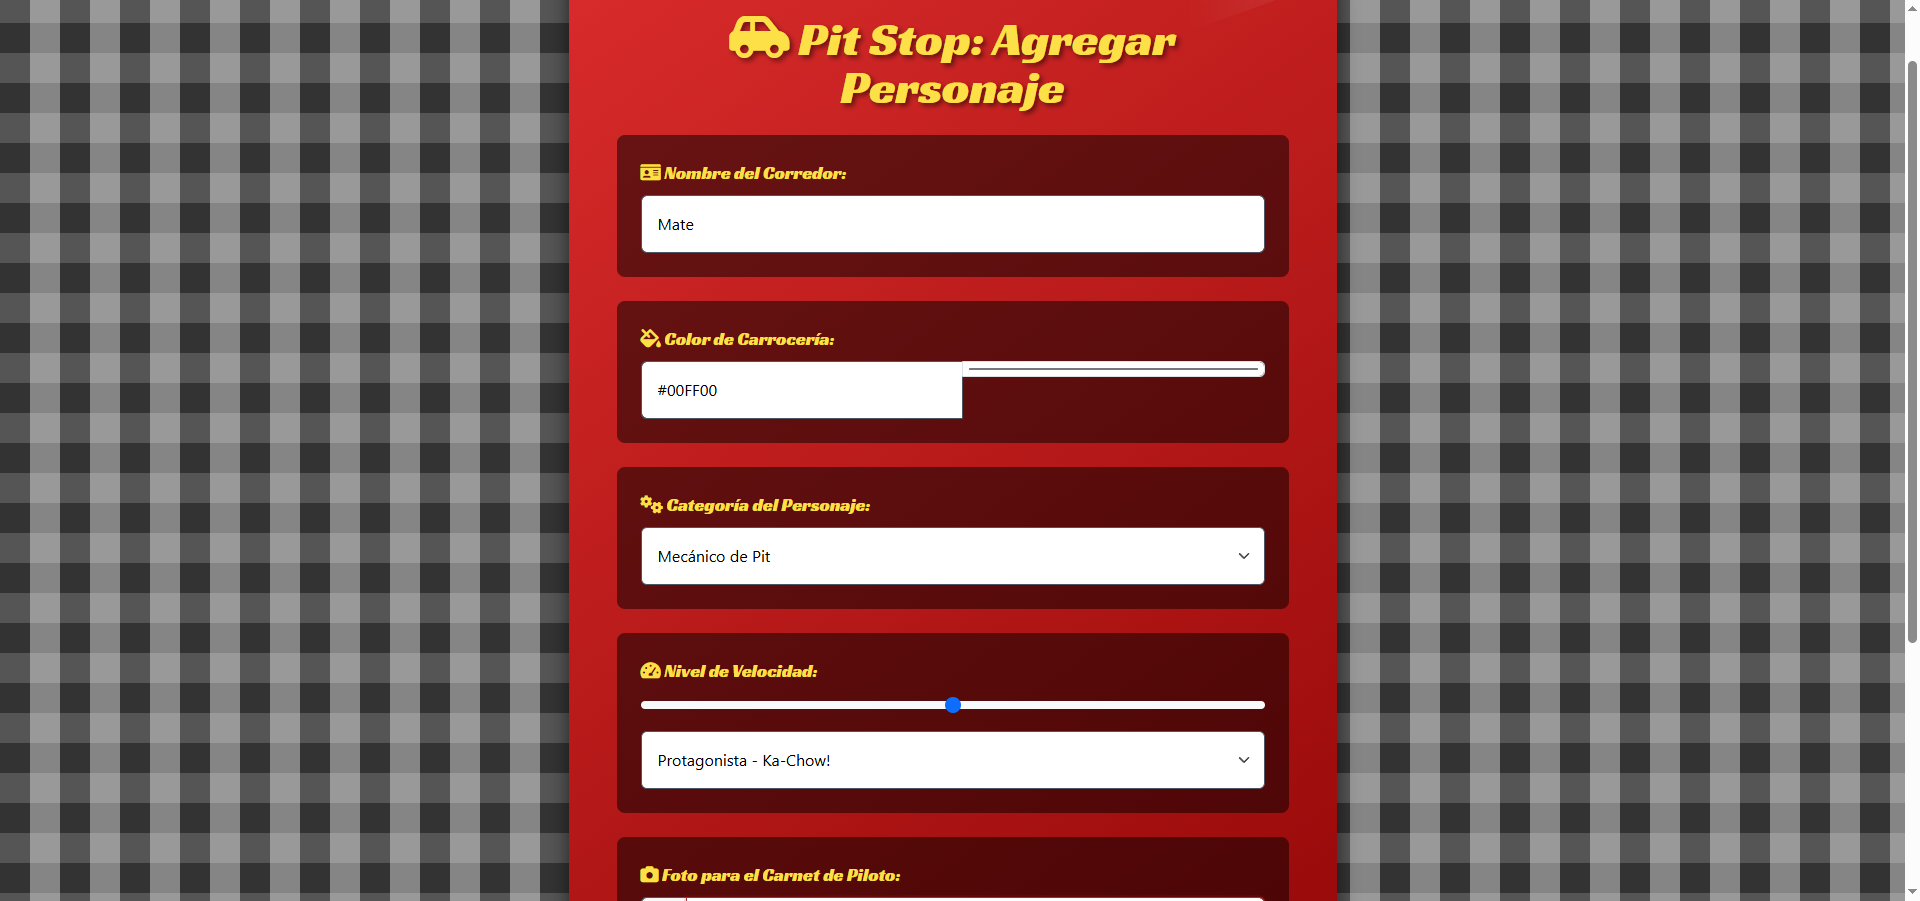 Pit Stop: Agregar
Personaje
Nombre del Corredor:
Mate
Color de Carrocería:
#00FF00
Categoría del Personaje:
Mecánico de Pit
Nivel de Velocidad:
Protagonista - Ka-Chow!
Foto para el Carnet de Piloto: